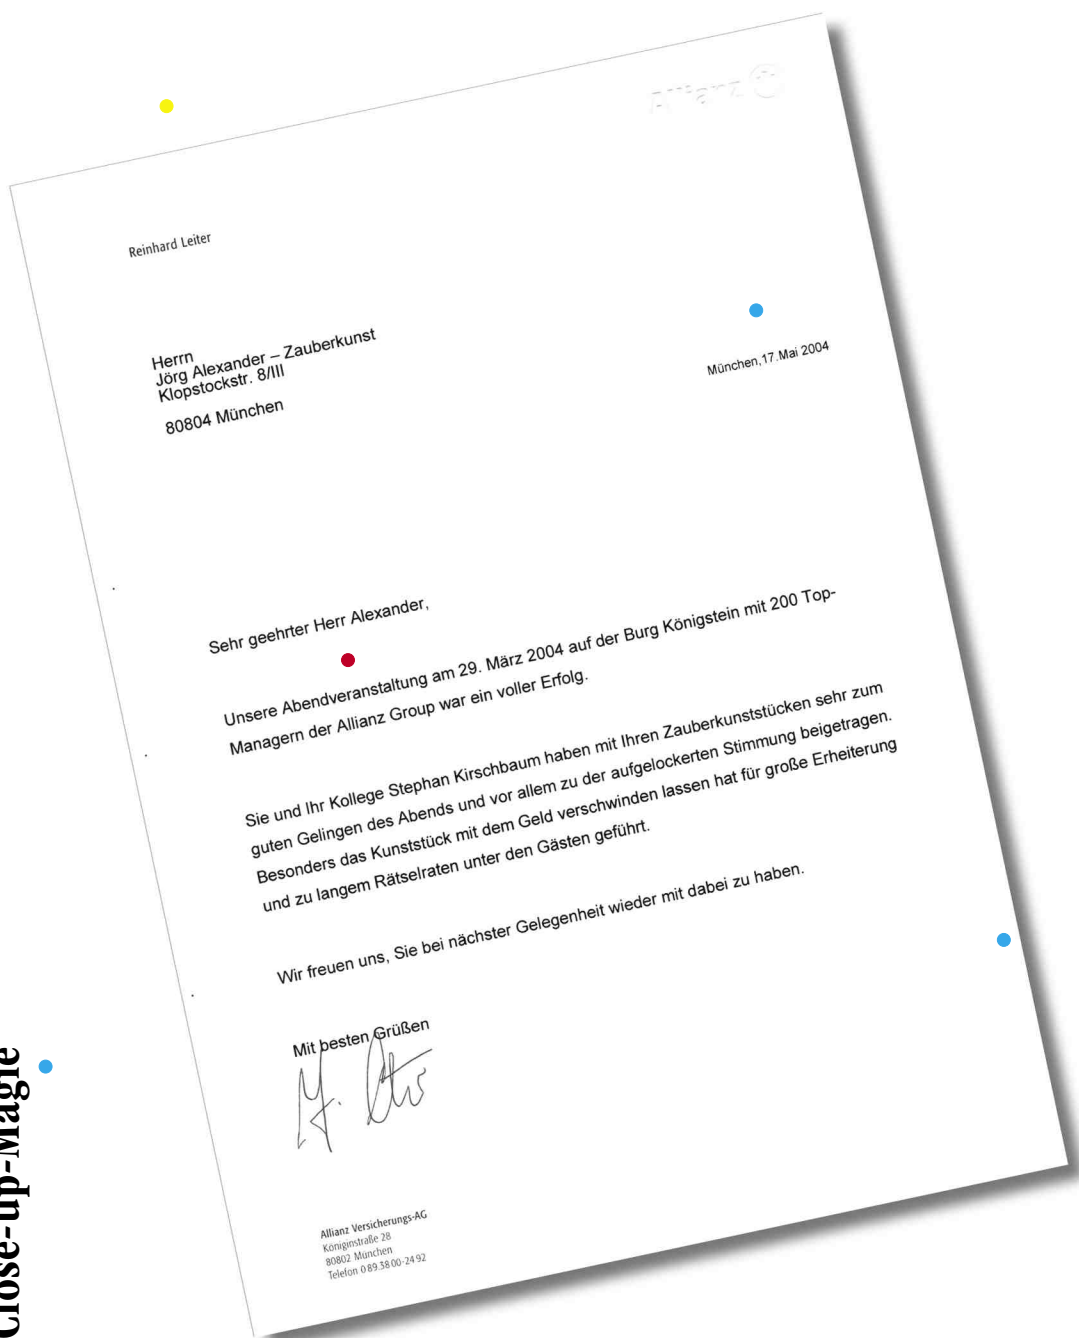 Allianz
Reinhard Leiter
Herrn
Jörg Alexander – Zauberkunst
Klopstockstr. 8/III
80804 München
München,17.Mai 2004
Sehr geehrter Herr Alexander,
Unsere Abendveranstaltung am 29. März 2004 auf der Burg Königstein mit 200 Top-
Managern der Allianz Group war ein voller Erfolg.
Sie und Ihr Kollege Stephan Kirschbaum haben mit Ihren Zauberkunststücken sehr zum
guten Gelingen des Abends und vor allem zu der aufgelockerten Stimmung beigetragen.
Besonders das Kunststück mit dem Geld verschwinden lassen hat für große Erheiterung
und zu langem Rätselraten unter den Gästen geführt.
Wir freuen uns, Sie bei nächster Gelegenheit wieder mit dabei zu haben.
Mit besten Grüßen
Allianz Versicherungs-AG
Königinstraße 28
80802 München
Telefon 0 89.38 00-24 92
Close-up-Magie